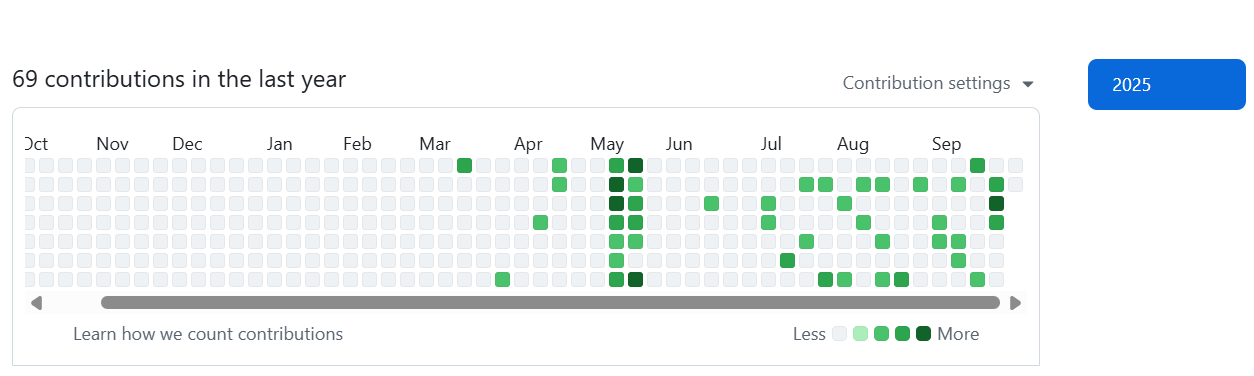 69 contributions in the last year
Contribution settings
2025
Oct Nov Dec Jan Feb Mar Apr May Jun Jul Aug Sep
Learn how we count contributions
Less More